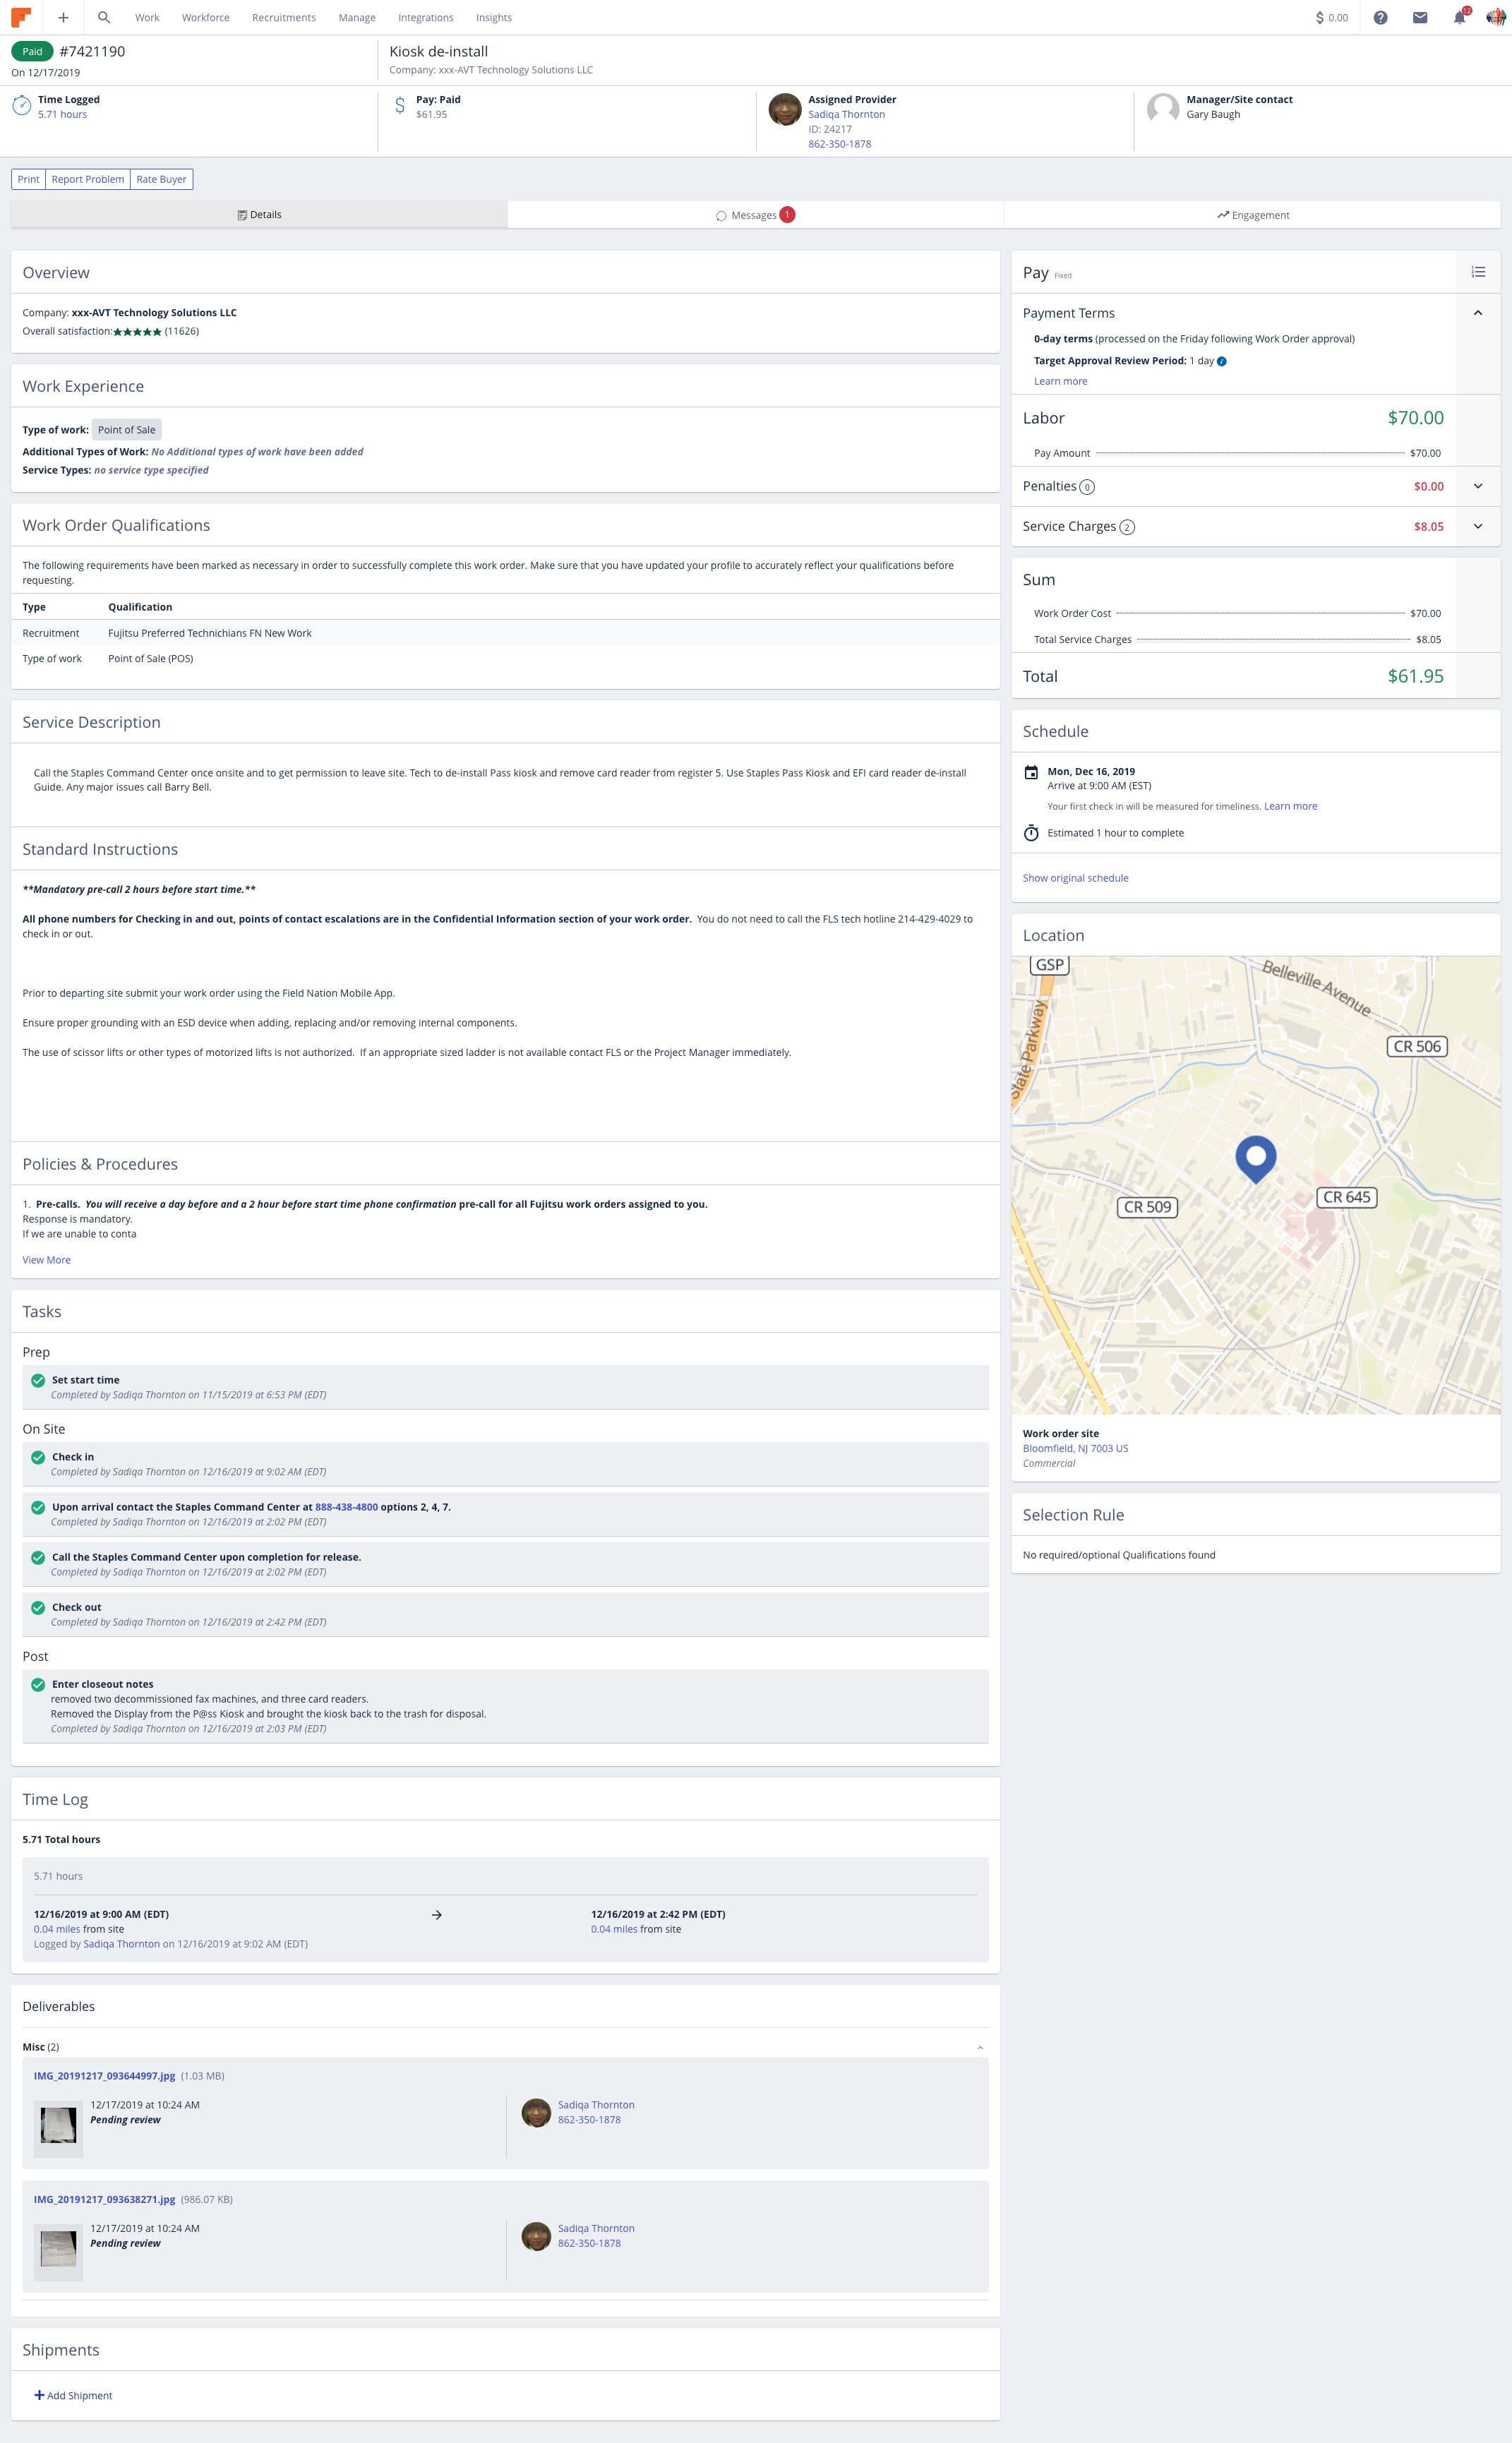 Work Workforce Recruitments Manage Integrations Insights $ 0.00 12
Paid #7421190
On 12/17/2019
Kiosk de-install
Company: xxx-AVT Technology Solutions LLC
Time Logged
5.71 hours
Pay: Paid
$61.95
Assigned Provider
Sadiqa Thornton
ID: 24217
862-350-1878
Manager/Site contact
Gary Baugh
Print Report Problem Rate Buyer
Details Messages 1 Engagement
Overview
Company: xxx-AVT Technology Solutions LLC
Overall satisfaction:★★★★★ (11626)
Work Experience
Type of work: Point of Sale
Additional Types of Work: No Additional types of work have been added
Service Types: no service type specified
Work Order Qualifications
The following requirements have been marked as necessary in order to successfully complete this work order. Make sure that you have updated your profile to accurately reflect your qualifications before
requesting.
Type Qualification
Recruitment Fujitsu Preferred Technichians FN New Work
Type of work Point of Sale (POS)
Service Description
Call the Staples Command Center once onsite and to get permission to leave site. Tech to de-install Pass kiosk and remove card reader from register 5. Use Staples Pass Kiosk and EFI card reader de-install
Guide. Any major issues call Barry Bell.
Standard Instructions
**Mandatory pre-call 2 hours before start time.**
All phone numbers for Checking in and out, points of contact escalations are in the Confidential Information section of your work order. You do not need to call the FLS tech hotline 214-429-4029 to
check in or out.
Prior to departing site submit your work order using the Field Nation Mobile App.
Ensure proper grounding with an ESD device when adding, replacing and/or removing internal components.
The use of scissor lifts or other types of motorized lifts is not authorized. If an appropriate sized ladder is not available contact FLS or the Project Manager immediately.
Policies & Procedures
1. Pre-calls. You will receive a day before and a 2 hour before start time phone confirmation pre-call for all Fujitsu work orders assigned to you.
Response is mandatory.
If we are unable to conta
View More
Tasks
Prep
Set start time
Completed by Sadiqa Thornton on 11/15/2019 at 6:53 PM (EDT)
On Site
Check in
Completed by Sadiqa Thornton on 12/16/2019 at 9:02 AM (EDT)
Upon arrival contact the Staples Command Center at 888-438-4800 options 2, 4, 7.
Completed by Sadiqa Thornton on 12/16/2019 at 2:02 PM (EDT)
Call the Staples Command Center upon completion for release.
Completed by Sadiqa Thornton on 12/16/2019 at 2:02 PM (EDT)
Check out
Completed by Sadiqa Thornton on 12/16/2019 at 2:42 PM (EDT)
Post
Enter closeout notes
removed two decommissioned fax machines, and three card readers.
Removed the Display from the P@ss Kiosk and brought the kiosk back to the trash for disposal.
Completed by Sadiqa Thornton on 12/16/2019 at 2:03 PM (EDT)
Time Log
5.71 Total hours
5.71 hours
12/16/2019 at 9:00 AM (EDT) → 12/16/2019 at 2:42 PM (EDT)
0.04 miles from site 0.04 miles from site
Logged by Sadiqa Thornton on 12/16/2019 at 9:02 AM (EDT)
Deliverables
Misc (2)
IMG_20191217_093644997.jpg (1.03 MB)
12/17/2019 at 10:24 AM
Pending review
Sadiqa Thornton
862-350-1878
IMG_20191217_093638271.jpg (986.07 KB)
12/17/2019 at 10:24 AM
Pending review
Sadiqa Thornton
862-350-1878
Shipments
+ Add Shipment
Pay Fixed
Payment Terms
0-day terms (processed on the Friday following Work Order approval)
Target Approval Review Period: 1 day
Learn more
Labor $70.00
Pay Amount $70.00
Penalties 0 $0.00
Service Charges 2 $8.05
Sum
Work Order Cost $70.00
Total Service Charges $8.05
Total $61.95
Schedule
Mon, Dec 16, 2019
Arrive at 9:00 AM (EST)
Your first check in will be measured for timeliness. Learn more
Estimated 1 hour to complete
Show original schedule
Location
GSP
Belleville Avenue
State Parkway
CR 506
CR 645
CR 509
Work order site
Bloomfield, NJ 7003 US
Commercial
Selection Rule
No required/optional Qualifications found